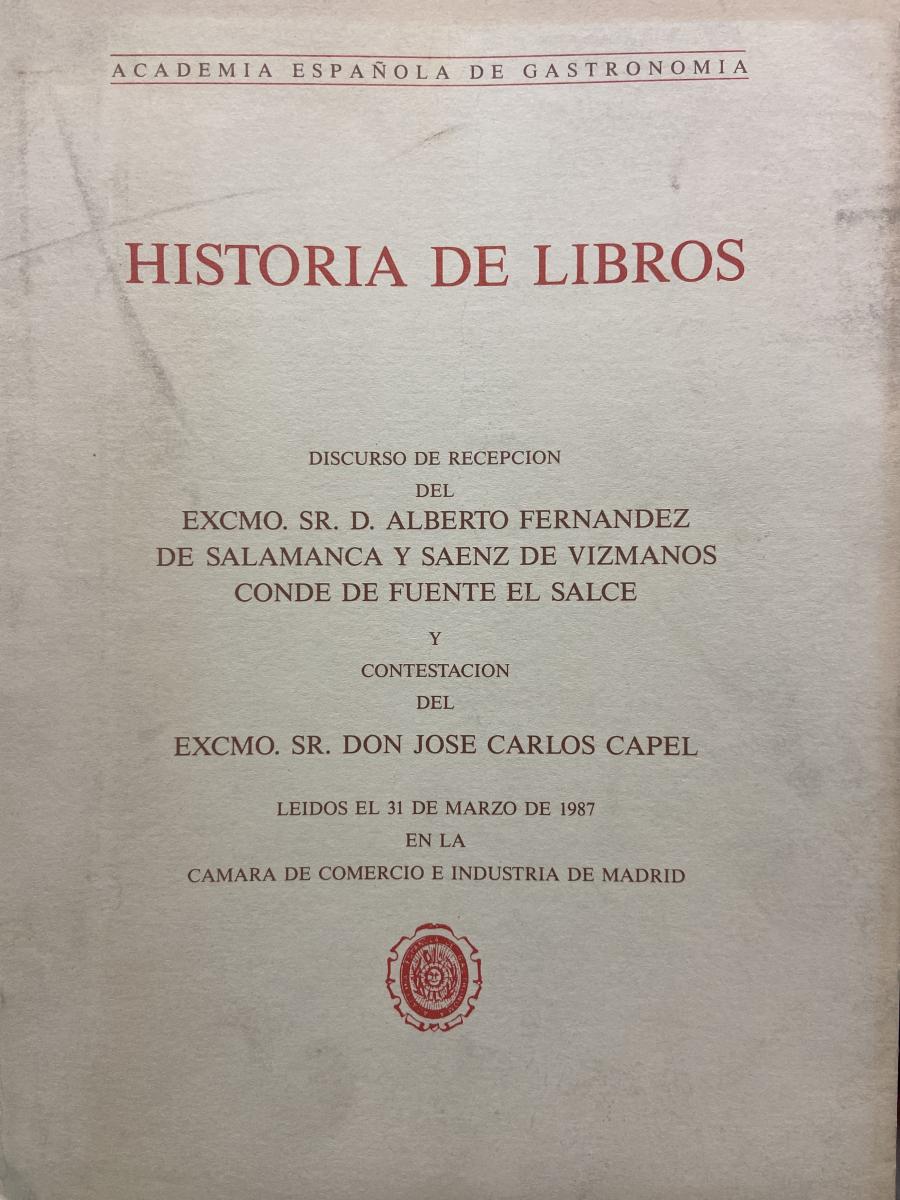 ACADEMIA ESPAÑOLA DE GASTRONOMIA
HISTORIA DE LIBROS
DISCURSO DE RECEPCION
DEL
EXCMO. SR. D. ALBERTO FERNANDEZ
DE SALAMANCA Y SAENZ DE VIZMANOS
CONDE DE FUENTE EL SALCE
Y
CONTESTACION
DEL
EXCMO. SR. DON JOSE CARLOS CAPEL
LEIDOS EL 31 DE MARZO DE 1987
EN LA
CAMARA DE COMERCIO E INDUSTRIA DE MADRID